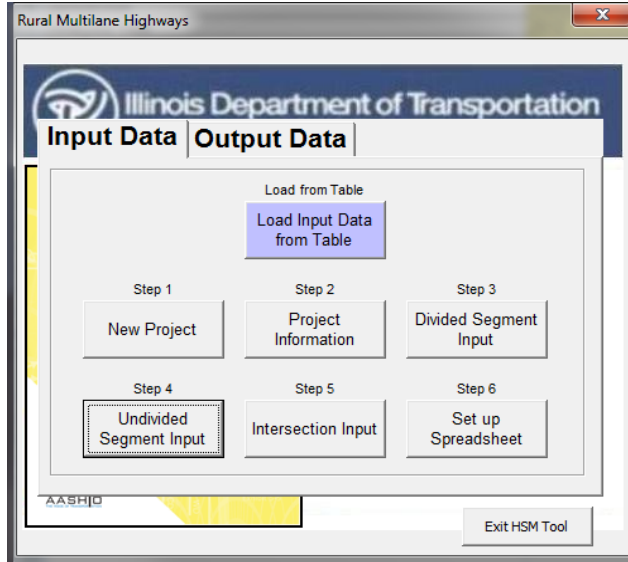 Rural Multilane Highways
Illinois Department of Transportation
Input Data
Output Data
Load from Table
Load Input Data
from Table
Step 1
Step 2
Step 3
New Project
Project
Information
Divided Segment
Input
Step 4
Step 5
Step 6
Undivided
Segment Input
Intersection Input
Set up
Spreadsheet
AASHTO
Exit HSM Tool